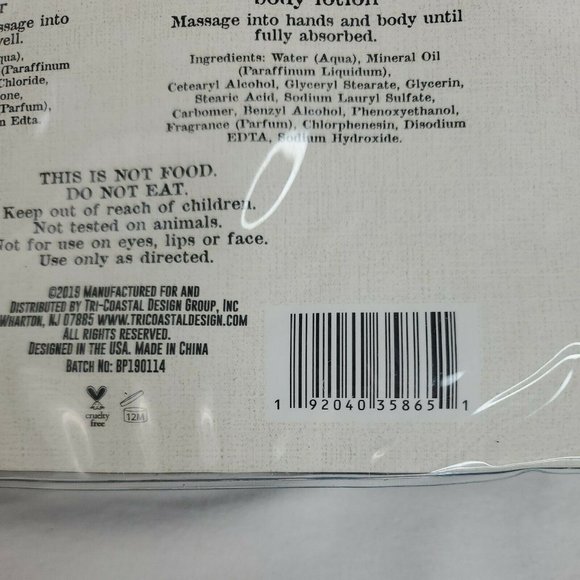 ssage into
well.
qua),
(Paraffinum
Chloride,
one,
Parfum),
m Edta.
body lotion
Massage into hands and body until
fully absorbed.
Ingredients: Water (Aqua), Mineral Oil
(Paraffinum Liquidum),
Cetearyl Alcohol, Glyceryl Stearate, Glycerin,
Stearic Acid, Sodium Lauryl Sulfate,
Carbomer, Benzyl Alcohol, Phenoxyethanol,
Fragrance (Parfum), Chlorphenesin, Disodium
EDTA, Sodium Hydroxide.
THIS IS NOT FOOD.
DO NOT EAT.
Keep out of reach of children.
Not tested on animals.
Not for use on eyes, lips or face.
Use only as directed.
©2019 MANUFACTURED FOR AND
DISTRIBUTED BY TRI-COASTAL DESIGN GROUP, INC
WHARTON, NJ 07885 WWW.TRICOASTALDESIGN.COM
ALL RIGHTS RESERVED.
DESIGNED IN THE USA. MADE IN CHINA
BATCH NO: BP190114
cruelty
free
12M
1 92040 35865 1